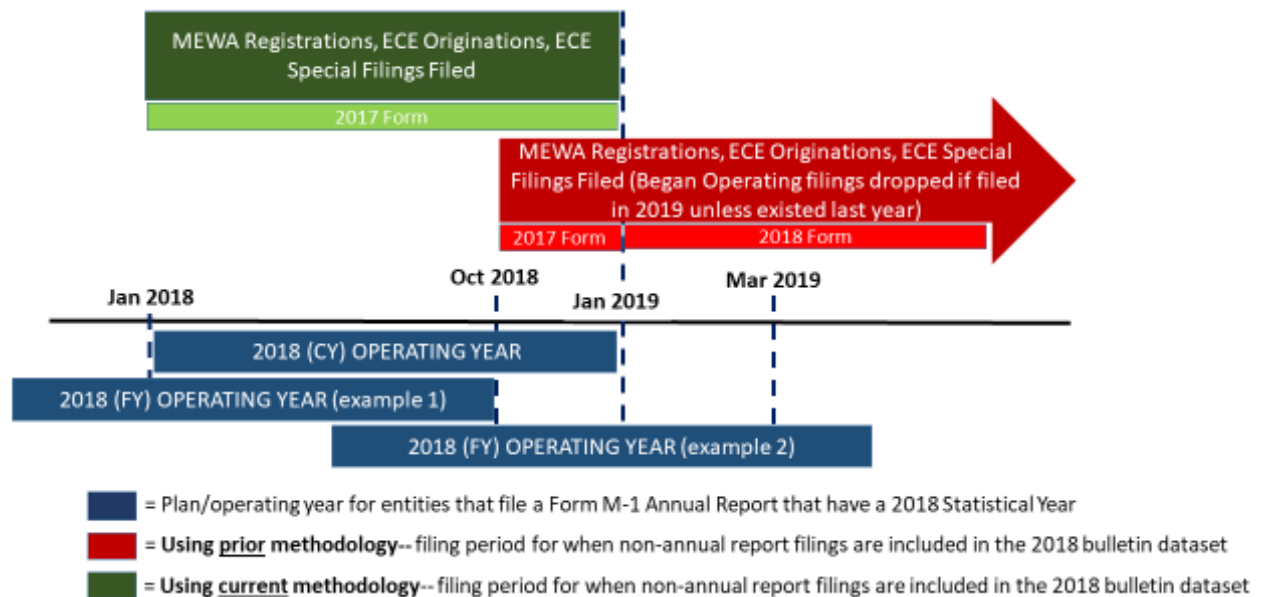 MEWA Registrations, ECE Originations, ECE
Special Filings Filed
2017 Form
MEWA Registrations, ECE Originations, ECE Special
Filings Filed (Began Operating filings dropped if filed
in 2019 unless existed last year)
2017 Form
2018 Form
Jan 2018
Oct 2018
Jan 2019
Mar 2019
2018 (CY) OPERATING YEAR
2018 (FY) OPERATING YEAR (example 1)
2018 (FY) OPERATING YEAR (example 2)
= Plan/operating year for entities that file a Form M-1 Annual Report that have a 2018 Statistical Year
= Using prior methodology-- filing period for when non-annual report filings are included in the 2018 bulletin dataset
= Using current methodology-- filing period for when non-annual report filings are included in the 2018 bulletin dataset